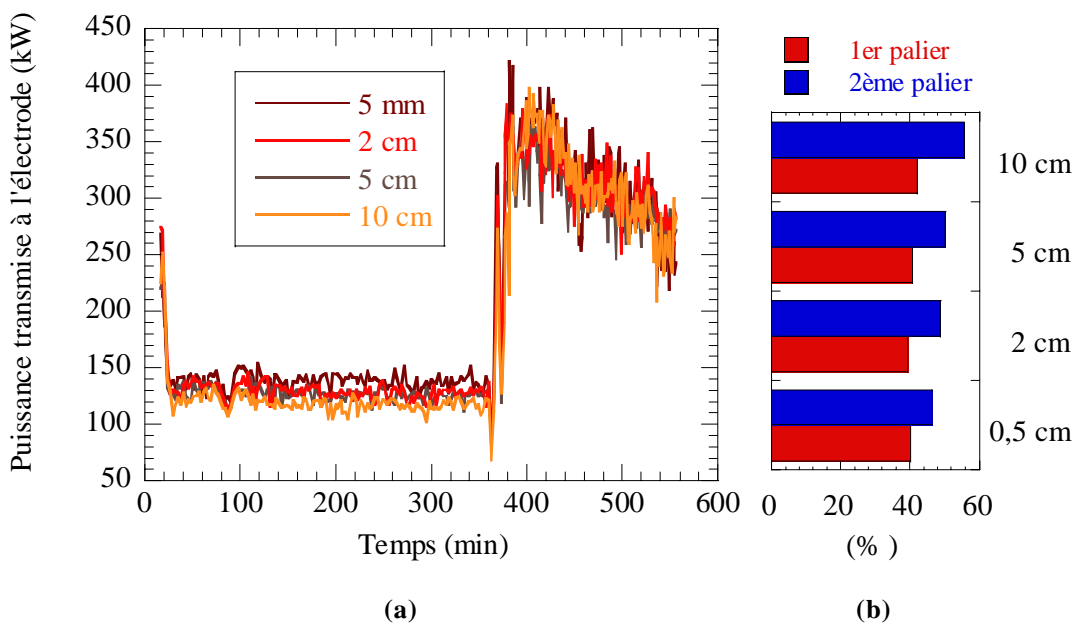 Puissance transmise à l'électrode (kW)
450
400
350
300
250
200
150
100
50
5 mm
2 cm
5 cm
10 cm
0
100
200
300
400
500
600
Temps (min)
(a)
1er palier
2ème palier
10 cm
5 cm
2 cm
0,5 cm
0
20
40
60
(% )
(b)